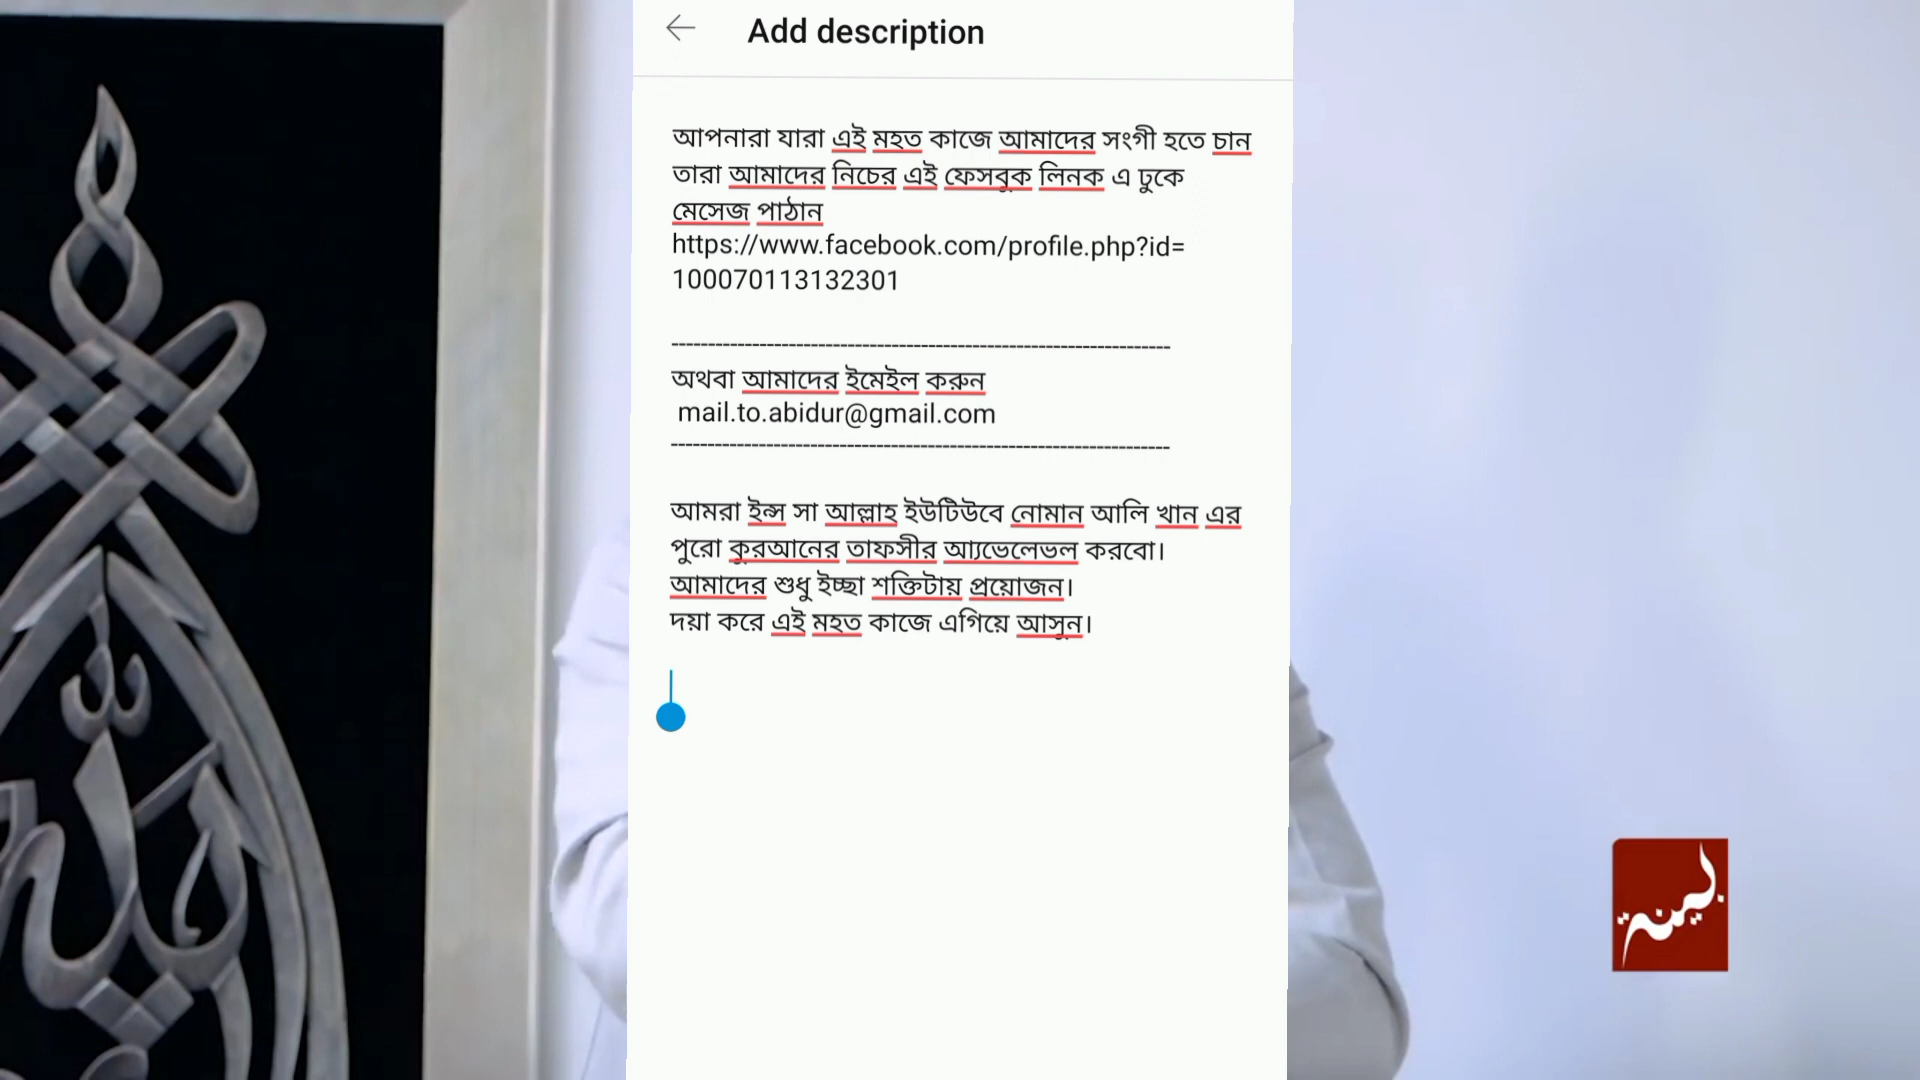 Add description
আপনারা যারা এই মহত কাজে আমাদের সংগী হতে চান
তারা আমাদের নিচের এই ফেসবুক লিনক এ ঢুকে
মেসেজ পাঠান
https://www.facebook.com/profile.php?id=
100070113132301
--------------------------------------------------------------------
অথবা আমাদের ইমেইল করুন
mail.to.abidur@gmail.com
--------------------------------------------------------------------
আমরা ইন্স সা আল্লাহ ইউটিউবে নোমান আলি খান এর
পুরো কুরআনের তাফসীর আ্যভেলেভল করবো।
আমাদের শুধু ইচ্ছা শক্তিটায় প্রয়োজন।
দয়া করে এই মহত কাজে এগিয়ে আসুন।
بينة